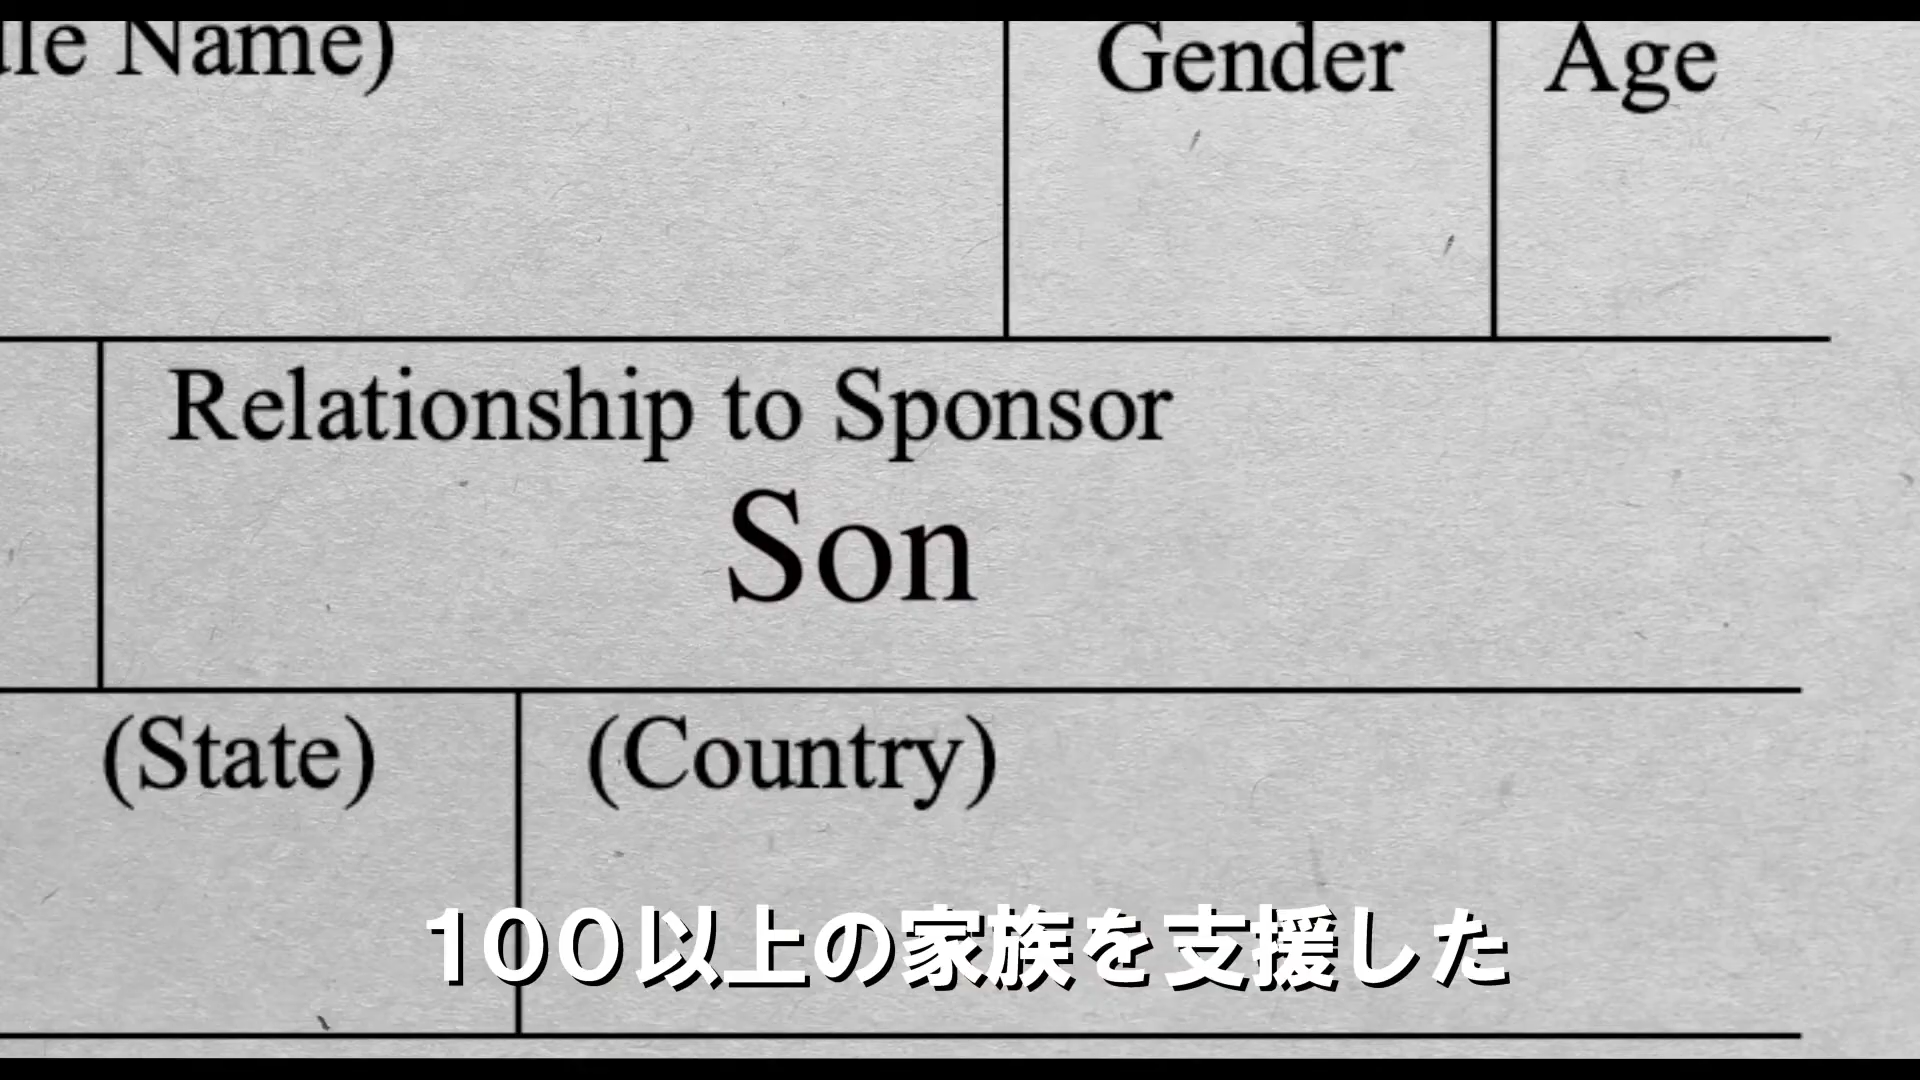 dle Name)
Gender
Age
Relationship to Sponsor
Son
(State)
(Country)
100以上の家族を支援した